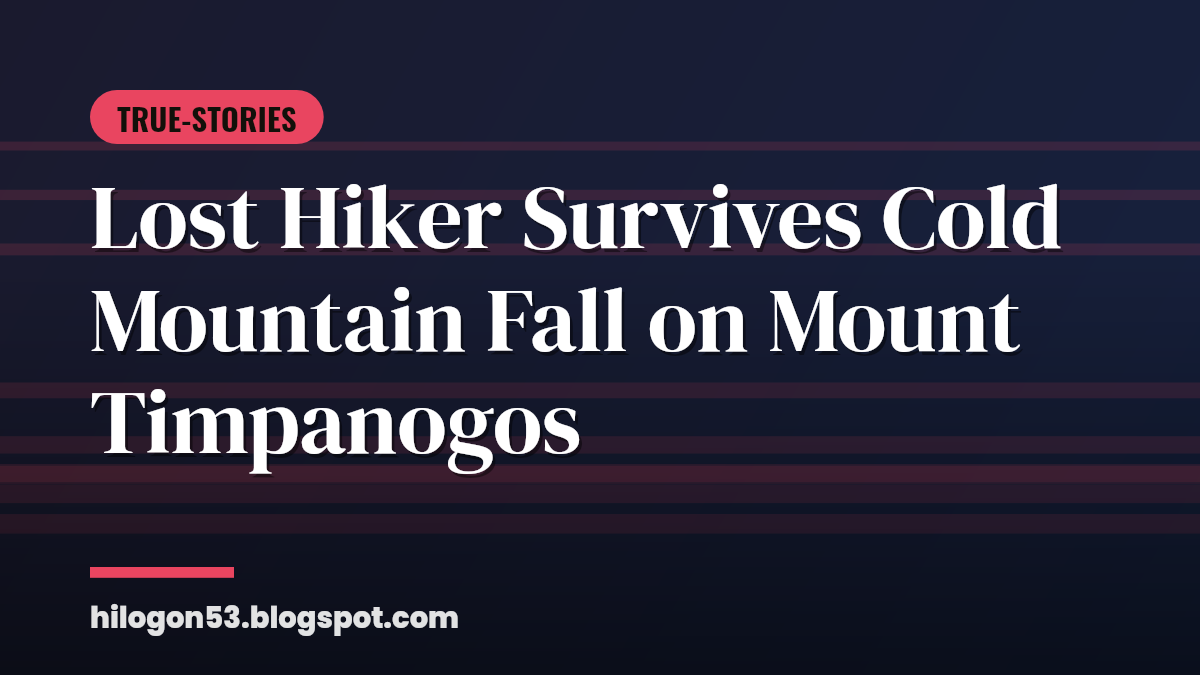 TRUE-STORIES
Lost Hiker Survives Cold
Mountain Fall on Mount
Timpanogos
hilogon53.blogspot.com